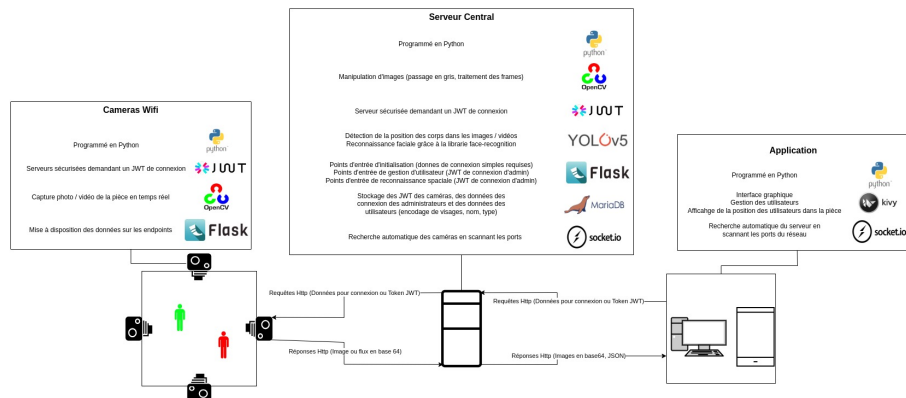 Serveur Central
Programmé en Python
python
Manipulation d'images (passage en gris, traitement des frames)
OpenCV
Serveur sécurisée demandant un JWT de connexion
JWT
Détection de la position des corps dans les images / vidéos
Reconnaissance faciale grâce à la librarie face-recognition
YOLOv5
Points d'entrée d'initialisation (donnes de connexion simples requises)
Points d'entrée de gestion d'utilisateur (JWT de connexion d'admin)
Points d'entrée de reconnaissance spaciale (JWT de connexion d'admin)
Flask
Stockage des JWT des caméras, des données des
connexion des administrateurs et des données des
utilisateurs (encodage de visages, nom, type)
MariaDB
Recherche automatique des caméras en scannant les ports
socket.io
Cameras Wifi
Programmé en Python
python
Serveurs sécurisée demandant un JWT de connexion
JWT
Capture photo / vidéo de la pièce en temps réel
OpenCV
Mise à disposition des données sur les endpoints
Flask
Application
Programmé en Python
python
Interface graphique
Gestion des utilisateurs
Affichahge de la position des utilisateurs dans la pièce
kivy
Recherche automatique du serveur en
scannant les ports du réseau
socket.io
Requêtes Http (Données pour connexion ou Token JWT)
Réponses Http (Image ou flux en base 64)
Requêtes Http (Données pour connexion ou Token JWT)
Réponses Http (Images en base64, JSON)